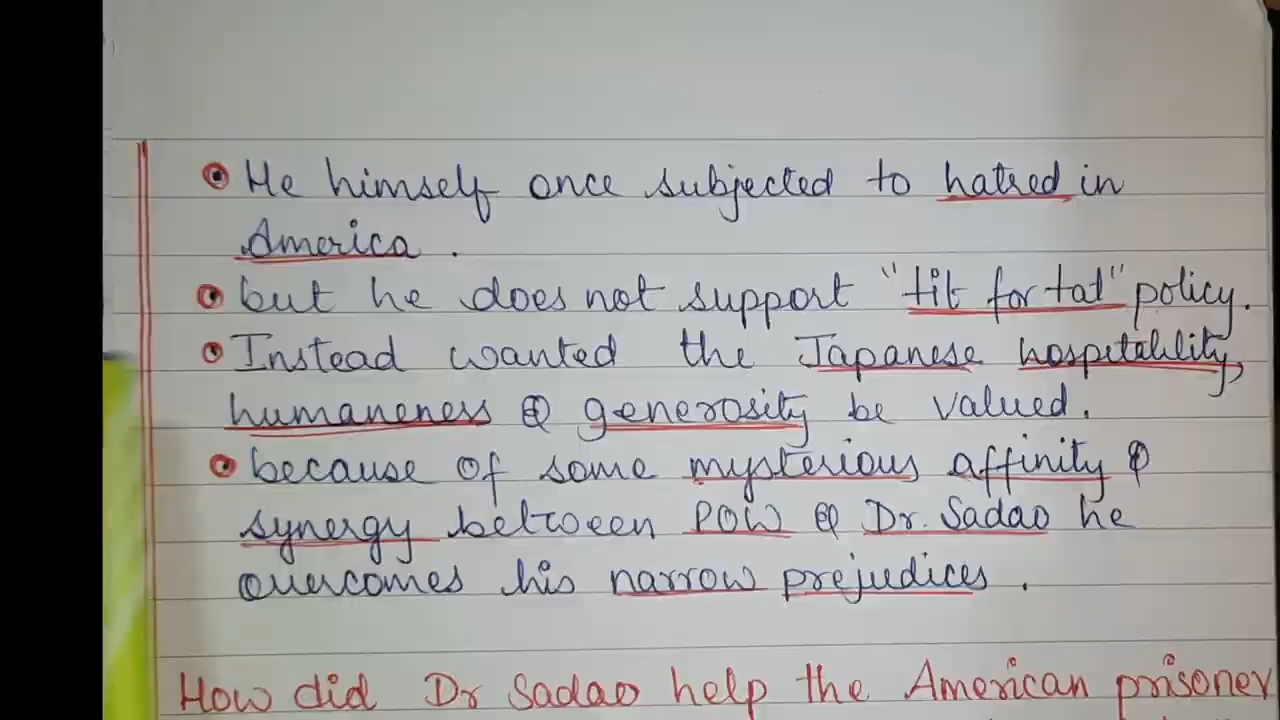 He himself once subjected to hatred in
America.
but he does not support "tit for tat" policy.
Instead wanted the Japanese hospitality,
humaneness & generosity be valued.
because of some mysterious affinity &
synergy between POW & Dr. Sadao he
overcomes his narrow prejudices.
How did Dr Sadao help the American prisoner